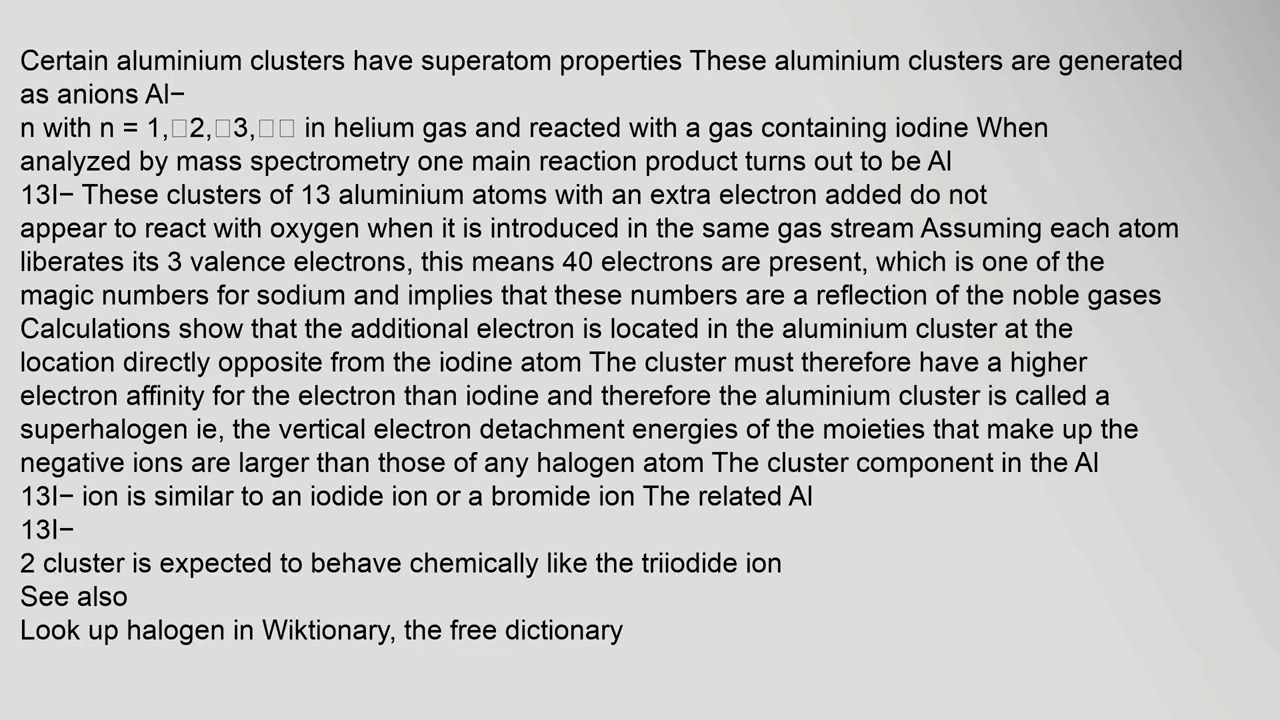 Certain aluminium clusters have superatom properties These aluminium clusters are generated
as anions Al−
n with n = 1,□2,□3,□□ in helium gas and reacted with a gas containing iodine When
analyzed by mass spectrometry one main reaction product turns out to be Al
13I− These clusters of 13 aluminium atoms with an extra electron added do not
appear to react with oxygen when it is introduced in the same gas stream Assuming each atom
liberates its 3 valence electrons, this means 40 electrons are present, which is one of the
magic numbers for sodium and implies that these numbers are a reflection of the noble gases
Calculations show that the additional electron is located in the aluminium cluster at the
location directly opposite from the iodine atom The cluster must therefore have a higher
electron affinity for the electron than iodine and therefore the aluminium cluster is called a
superhalogen ie, the vertical electron detachment energies of the moieties that make up the
negative ions are larger than those of any halogen atom The cluster component in the Al
13I− ion is similar to an iodide ion or a bromide ion The related Al
13I−
2 cluster is expected to behave chemically like the triiodide ion
See also
Look up halogen in Wiktionary, the free dictionary